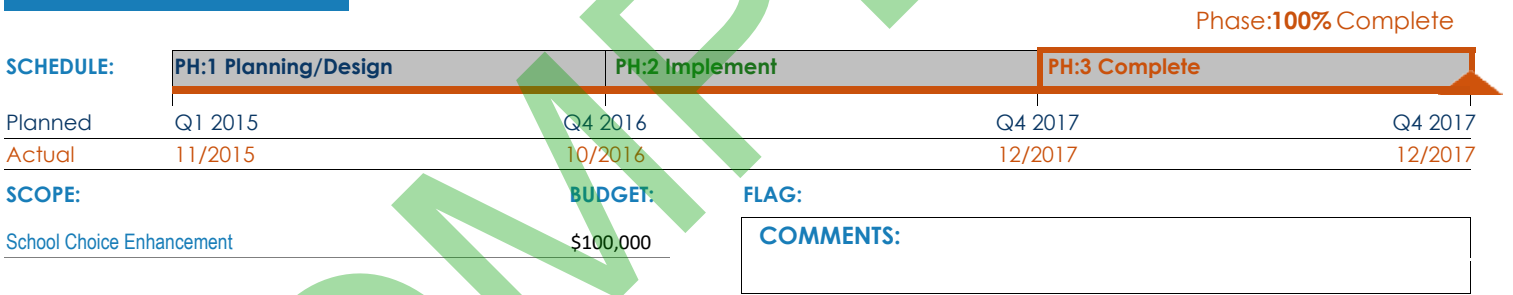 Phase:100% Complete
SCHEDULE: PH:1 Planning/Design PH:2 Implement PH:3 Complete
Planned Q1 2015 Q4 2016 Q4 2017 Q4 2017
Actual 11/2015 10/2016 12/2017 12/2017
SCOPE: BUDGET: FLAG:
School Choice Enhancement $100,000 COMMENTS: